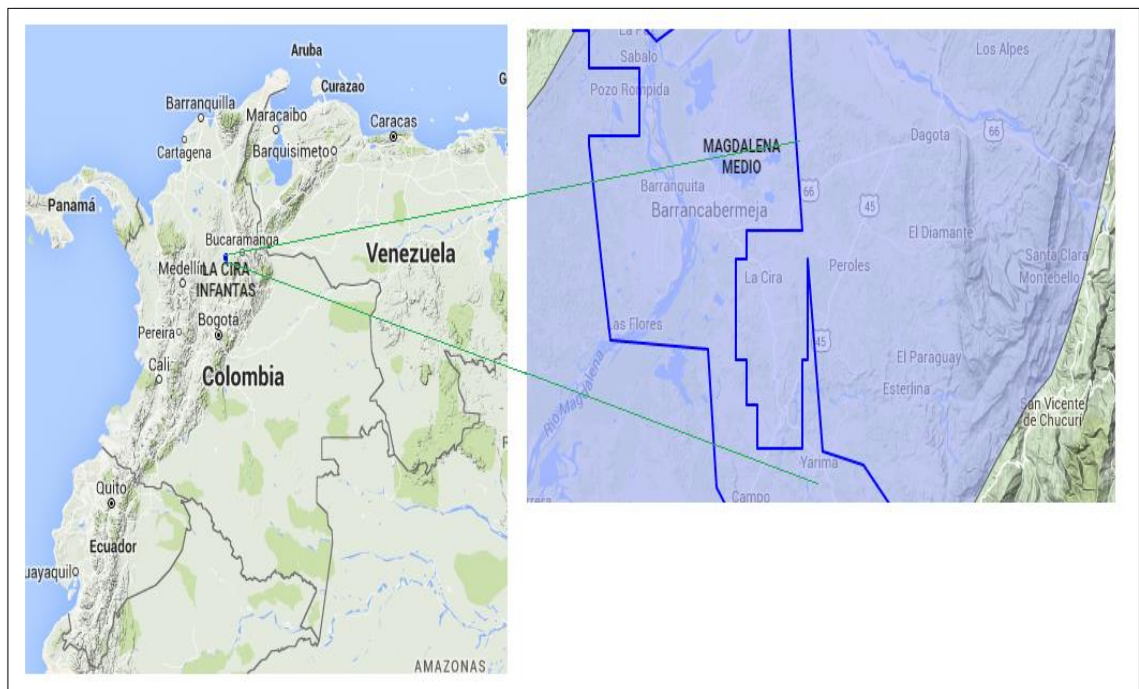 Aruba
Curazao
Barranquilla
Maracaibo
Caracas
Cartagena
Barquisimeto
Panamá
Bucaramanga
Venezuela
Medellín
LA CIRA
INFANTAS
Bogotá
Pereira
Cali
Colombia
Quito
Ecuador
uayaquil
AMAZONAS
Sabalo
Los Alpes
Pozo Rompida
66
Dagota
MAGDALENA
MEDIO
Barranquita
66
45
Barrancabermeja
El Diamante
Santa Clara
Montebello
La Cira
Peroles
Las Flores
45
El Paraguay
Esterlina
Río Magdalena
San Vicente
de Chucurí
Yarima
Campo